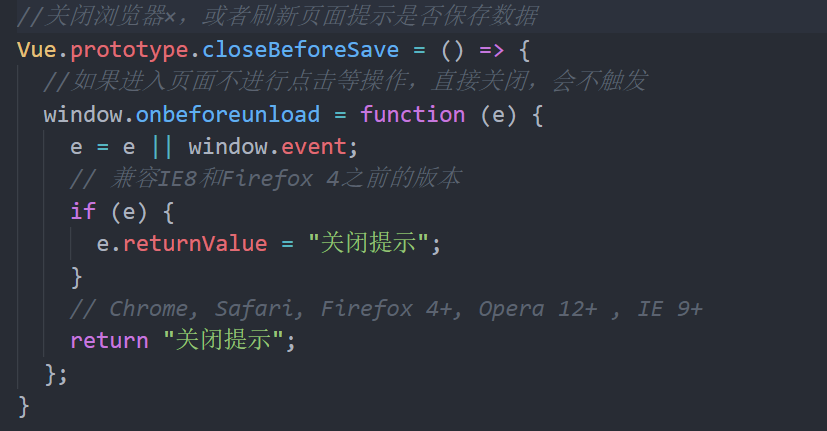 //关闭浏览器×，或者刷新页面提示是否保存数据
Vue.prototype.closeBeforeSave = () => {
//如果进入页面不进行点击等操作，直接关闭，会不触发
window.onbeforeunload = function (e) {
e = e || window.event;
// 兼容IE8和Firefox 4之前的版本
if (e) {
e.returnValue = "关闭提示";
}
// Chrome, Safari, Firefox 4+, Opera 12+ , IE 9+
return "关闭提示";
};
}